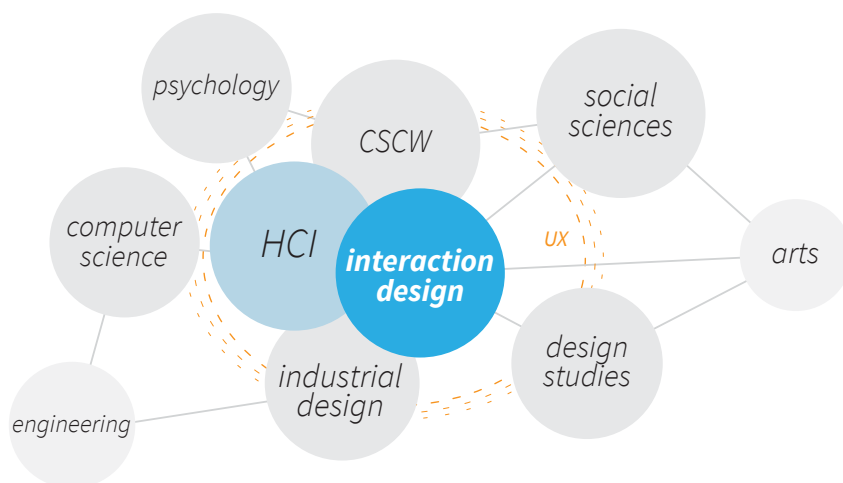 psychology
social
sciences
CSCW
computer
science
HCI
UX
interaction
design
arts
design
studies
industrial
design
engineering